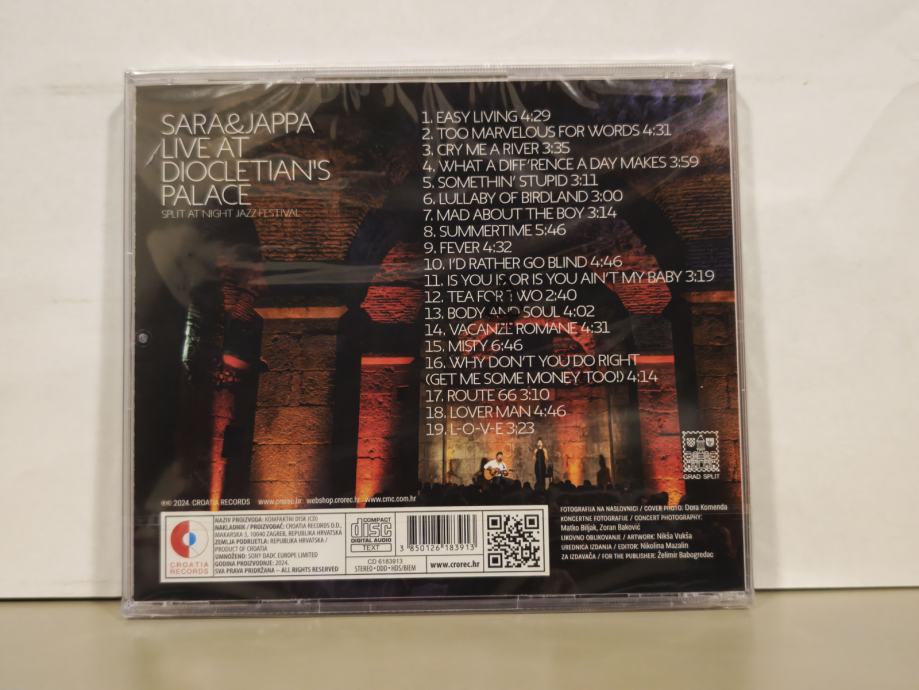 SARA&JAPPA
/LIVE AT
DIOCLETIAN'S
PALACE
SPLIT AT NIGHT JAZZ FESTIVAL
1. EASY LIVING 4:29
2. TOO MARVELOUS FOR WORDS 4:31
3. CRY ME A RIVER 3:35
4. WHAT A DIFF'RENCE A DAY MAKES 3:59
5. SOMETHIN' STUPID 3:11
6. LULLABY OF BIRDLAND 3:00
7. MAD ABOUT THE BOY 3:14
8. SUMMERTIME 5:46
9. FEVER 4:32
10. I'D RATHER GO BLIND 4:46
11. IS YOU IS OR IS YOU AIN'T MY BABY 3:19
12. TEA FOR TWO 2:40
13. BODY AND SOUL 4:02
14. VACANZE ROMANE 4:31
15. MISTY 6:46
16. WHY DON'T YOU DO RIGHT
(GET ME SOME MONEY TOO!) 4:14
17. ROUTE 66 3:10
18. LOVER MAN 4:46
19. L-O-V-E 3:23
GRAD SPLIT
℗© 2024. CROATIA RECORDS www.crorec.hr webshop.crorec.hr www.cmc.com.hr
CROATIA
RECORDS
NAZIV PROIZVODA: KOMPAKTNI DISK (CD)
NAKLADNIK / PROIZVOĐAČ: CROATIA RECORDS D.D.,
MAKARSKA 3, 10040 ZAGREB, REPUBLIKA HRVATSKA
ZEMLJA PODRIJETLA: REPUBLIKA HRVATSKA /
PRODUCT OF CROATIA
UMNOŽENO: SONY DADC EUROPE LIMITED
GODINA PROIZVODNJE: 2024.
SVA PRAVA PRIDRŽANA – ALL RIGHTS RESERVED
COMPACT
disc
DIGITAL AUDIO
TEXT
CD 6183913
STEREO • DDD • HDS/BIEM
3 850126 183913
www.crorec.hr
FOTOGRAFIJA NA NASLOVNICI / COVER PHOTO: Dora Komenda
KONCERTNE FOTOGRAFIJE / CONCERT PHOTOGRAPHY:
Matko Biljak, Zoran Baković
LIKOVNO OBLIKOVANJE / ARTWORK: Nikša Vukša
UREDNICA IZDANJA / EDITOR: Nikolina Mazalin
ZA IZDAVAČA / FOR THE PUBLISHER: Želimir Babogredac